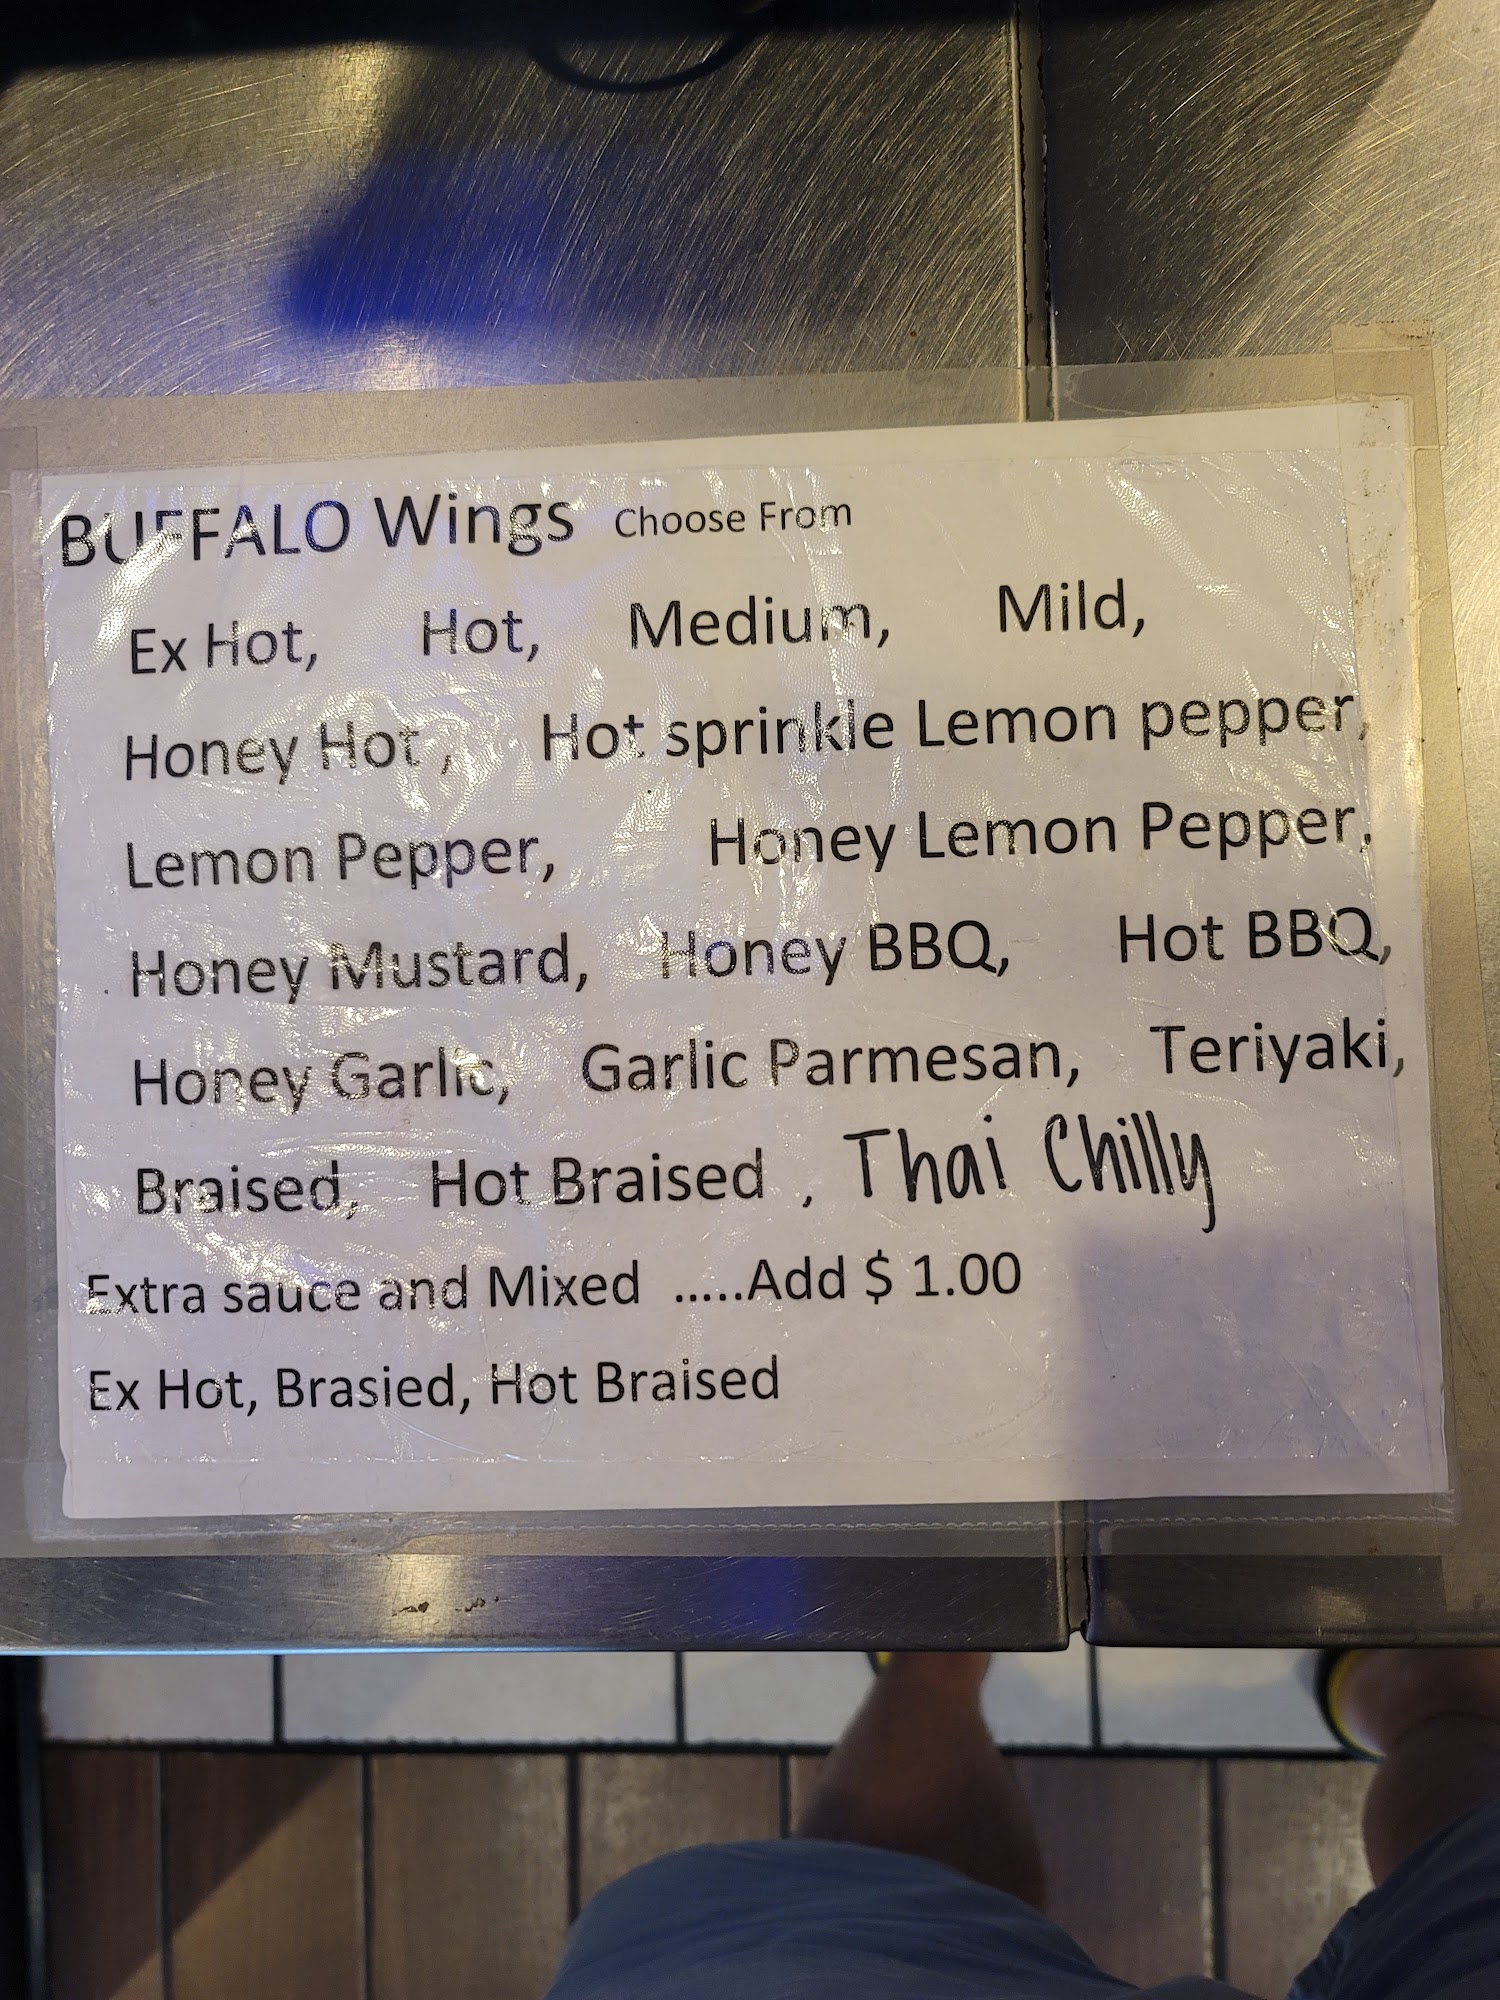 BUFFALO Wings Choose From
Ex Hot, Hot, Medium, Mild,
Honey Hot , Hot sprinkle Lemon pepper,
Lemon Pepper, Honey Lemon Pepper,
Honey Mustard, Honey BBQ, Hot BBQ,
Honey Garlic, Garlic Parmesan, Teriyaki,
Braised, Hot Braised , Thai Chilly
Extra sauce and Mixed .....Add $ 1.00
Ex Hot, Brasied, Hot Braised